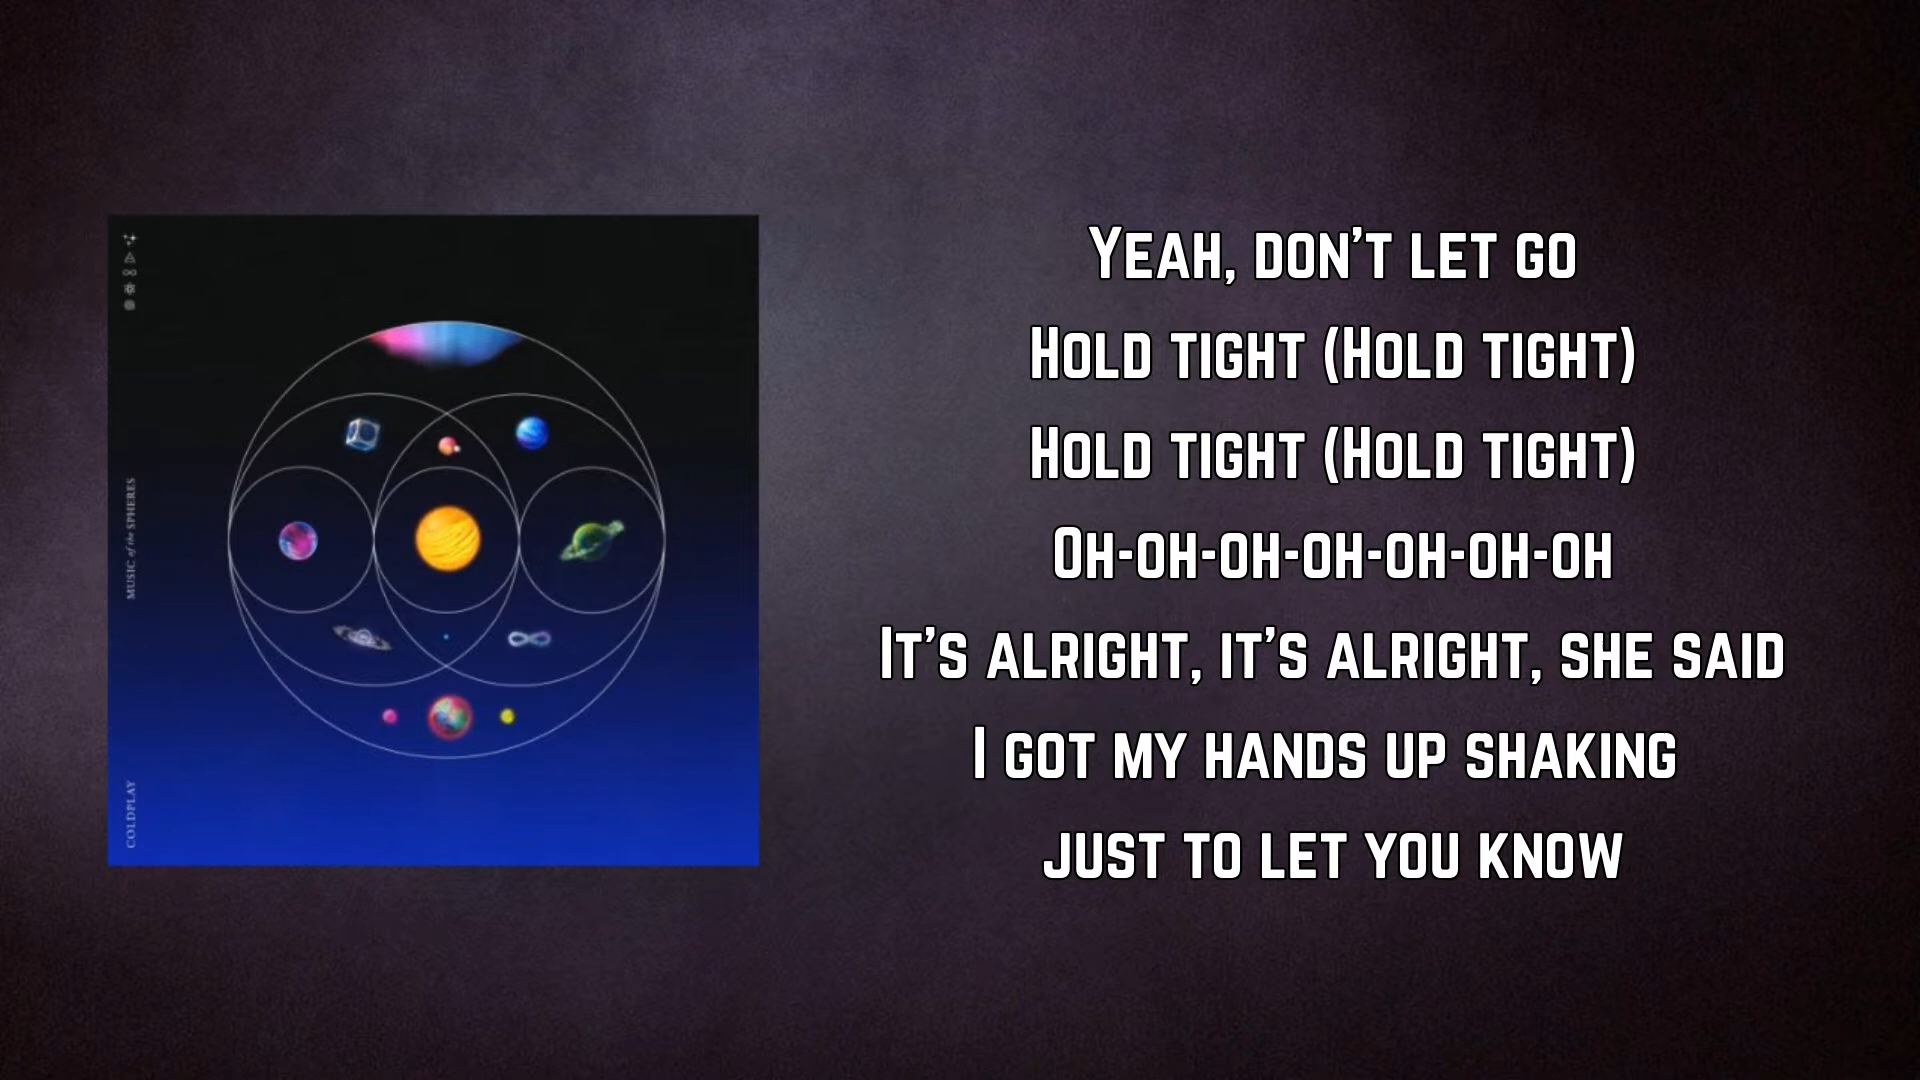 MUSIC of the SPHERES
COLDPLAY
Yeah, don't let go
Hold tight (Hold tight)
Hold tight (Hold tight)
Oh-oh-oh-oh-oh-oh-oh
It's alright, it's alright, she said
I got my hands up shaking
just to let you know